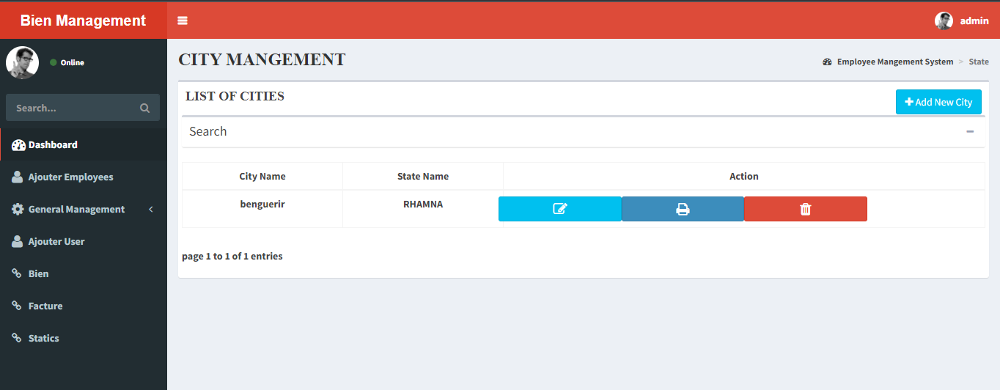 Bien Management
admin
Online
Search...
Dashboard
Ajouter Employees
General Management
Ajouter User
Bien
Facture
Statics
CITY MANGEMENT
Employee Mangement System > State
LIST OF CITIES
Add New City
Search
City Name State Name Action
benguerir RHAMNA
page 1 to 1 of 1 entries